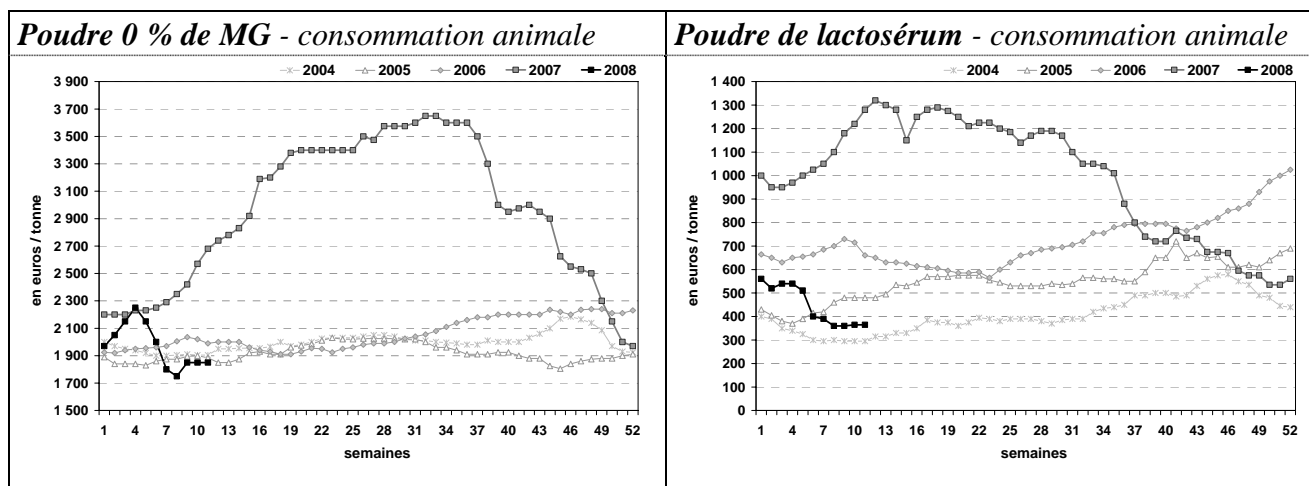 Poudre 0 % de MG - consommation animale
2004 2005 2006 2007 2008
3 900
3 700
3 500
3 300
3 100
2 900
2 700
2 500
2 300
2 100
1 900
1 700
1 500
en euros / tonne
1 4 7 10 13 16 19 22 25 28 31 34 37 40 43 46 49 52
semaines
Poudre de lactosérum - consommation animale
2004 2005 2006 2007 2008
1 400
1 300
1 200
1 100
1 000
900
800
700
600
500
400
300
200
100
0
en euros / tonne
1 4 7 10 13 16 19 22 25 28 31 34 37 40 43 46 49 52
semaines